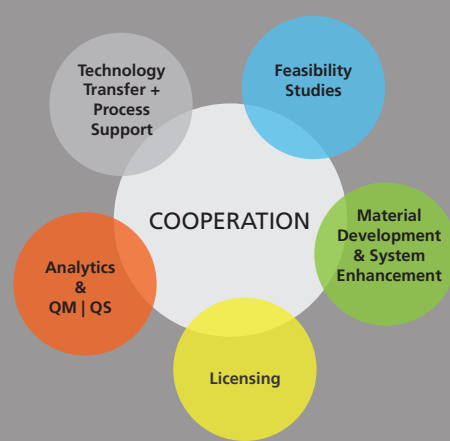 Technology
Transfer +
Process
Support
Feasibility
Studies
COOPERATION
Material
Development
& System
Enhancement
Analytics
&
QM | QS
Licensing